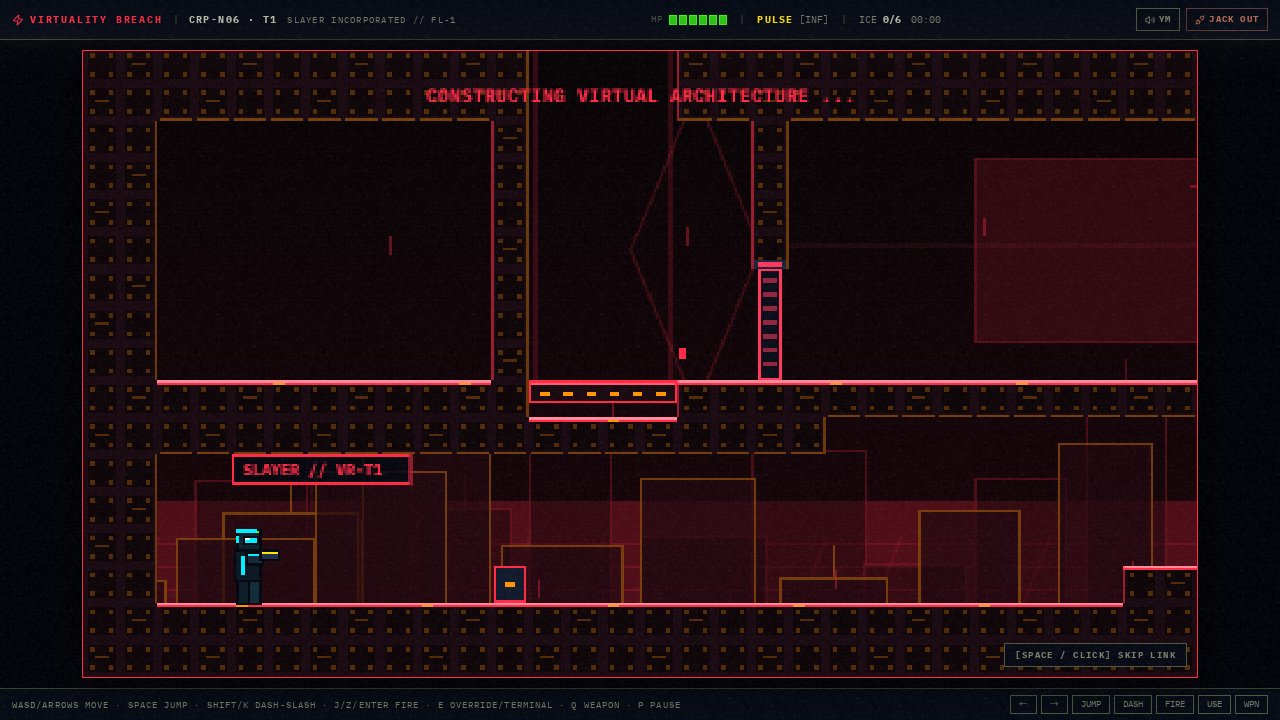 VIRTUALITY BREACH | CRP-N06 · T1 SLAYER INCORPORATED // FL-1
HP | PULSE [INF] | ICE 0/6 00:00
YM
JACK OUT
CONSTRUCTING VIRTUAL ARCHITECTURE ...
SLAYER // WR-T1
[SPACE / CLICK] SKIP LINK
WASD/ARROWS MOVE · SPACE JUMP · SHIFT/K DASH-SLASH · J/Z/ENTER FIRE · E OVERRIDE/TERMINAL · Q WEAPON · P PAUSE
← → JUMP DASH FIRE USE WPN